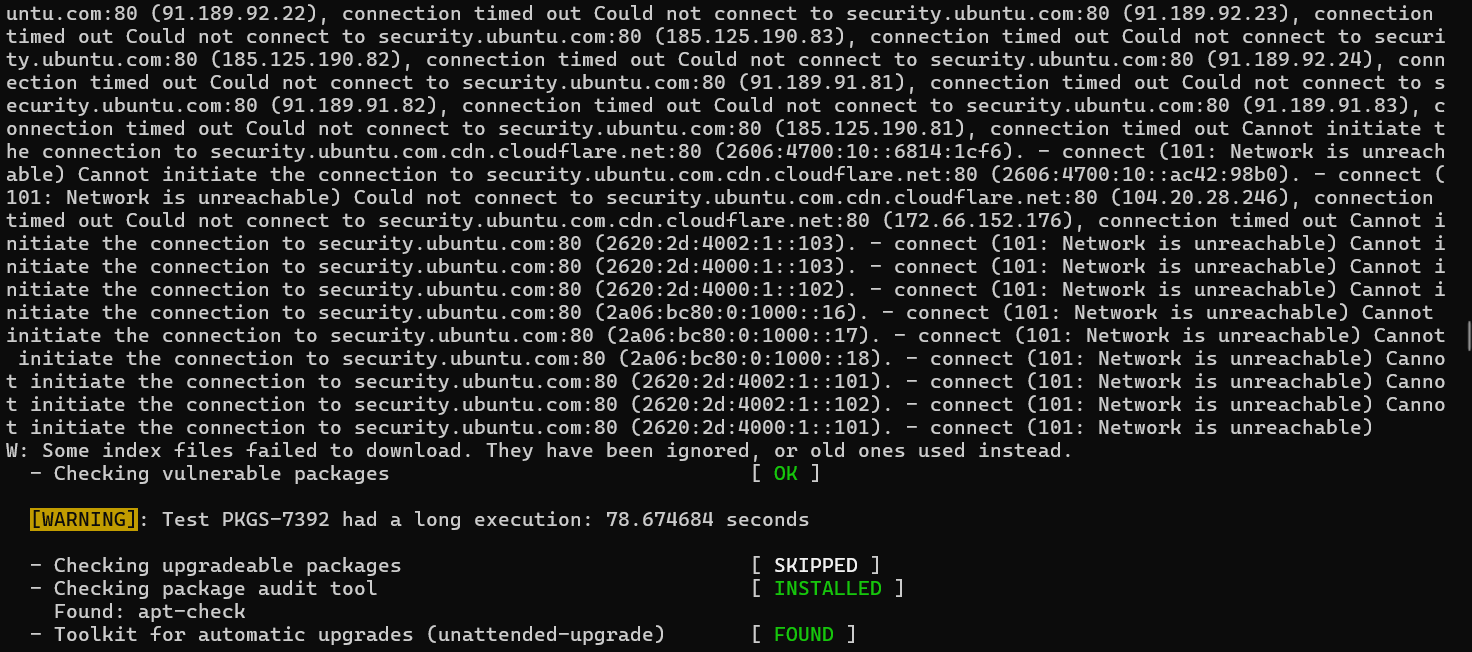 untu.com:80 (91.189.92.22), connection timed out Could not connect to security.ubuntu.com:80 (91.189.92.23), connection
timed out Could not connect to security.ubuntu.com:80 (185.125.190.83), connection timed out Could not connect to securi
ty.ubuntu.com:80 (185.125.190.82), connection timed out Could not connect to security.ubuntu.com:80 (91.189.92.24), conn
ection timed out Could not connect to security.ubuntu.com:80 (91.189.91.81), connection timed out Could not connect to s
ecurity.ubuntu.com:80 (91.189.91.82), connection timed out Could not connect to security.ubuntu.com:80 (91.189.91.83), c
onnection timed out Could not connect to security.ubuntu.com:80 (185.125.190.81), connection timed out Cannot initiate t
he connection to security.ubuntu.com.cdn.cloudflare.net:80 (2606:4700:10::6814:1cf6). - connect (101: Network is unreach
able) Cannot initiate the connection to security.ubuntu.com.cdn.cloudflare.net:80 (2606:4700:10::ac42:98b0). - connect (
101: Network is unreachable) Could not connect to security.ubuntu.com.cdn.cloudflare.net:80 (104.20.28.246), connection
timed out Could not connect to security.ubuntu.com.cdn.cloudflare.net:80 (172.66.152.176), connection timed out Cannot i
nitiate the connection to security.ubuntu.com:80 (2620:2d:4002:1::103). - connect (101: Network is unreachable) Cannot i
nitiate the connection to security.ubuntu.com:80 (2620:2d:4000:1::103). - connect (101: Network is unreachable) Cannot i
nitiate the connection to security.ubuntu.com:80 (2620:2d:4000:1::102). - connect (101: Network is unreachable) Cannot i
nitiate the connection to security.ubuntu.com:80 (2a06:bc80:0:1000::16). - connect (101: Network is unreachable) Cannot
initiate the connection to security.ubuntu.com:80 (2a06:bc80:0:1000::17). - connect (101: Network is unreachable) Cannot
 initiate the connection to security.ubuntu.com:80 (2a06:bc80:0:1000::18). - connect (101: Network is unreachable) Canno
t initiate the connection to security.ubuntu.com:80 (2620:2d:4002:1::101). - connect (101: Network is unreachable) Canno
t initiate the connection to security.ubuntu.com:80 (2620:2d:4002:1::102). - connect (101: Network is unreachable) Canno
t initiate the connection to security.ubuntu.com:80 (2620:2d:4000:1::101). - connect (101: Network is unreachable)
W: Some index files failed to download. They have been ignored, or old ones used instead.
  - Checking vulnerable packages                              [ OK ]
  [WARNING]: Test PKGS-7392 had a long execution: 78.674684 seconds
  - Checking upgradeable packages                             [ SKIPPED ]
  - Checking package audit tool                               [ INSTALLED ]
    Found: apt-check
  - Toolkit for automatic upgrades (unattended-upgrade)       [ FOUND ]